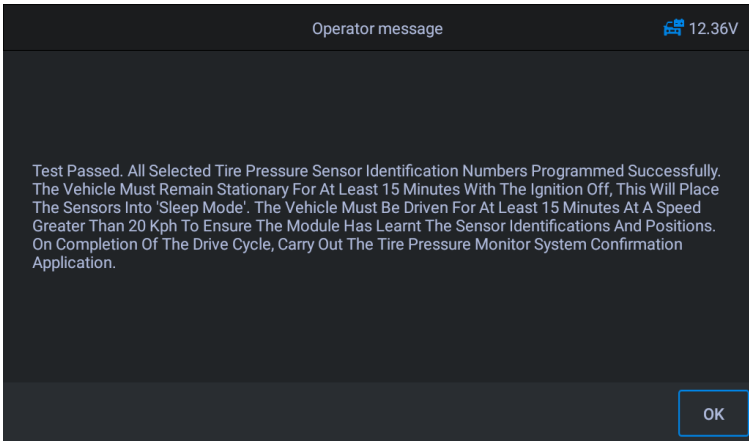 Operator message
12.36V
Test Passed. All Selected Tire Pressure Sensor Identification Numbers Programmed Successfully.
The Vehicle Must Remain Stationary For At Least 15 Minutes With The Ignition Off, This Will Place
The Sensors Into 'Sleep Mode'. The Vehicle Must Be Driven For At Least 15 Minutes At A Speed
Greater Than 20 Kph To Ensure The Module Has Learnt The Sensor Identifications And Positions.
On Completion Of The Drive Cycle, Carry Out The Tire Pressure Monitor System Confirmation
Application.
OK